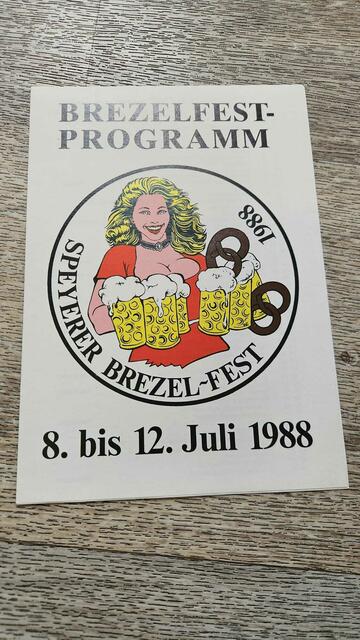 BREZELFEST-
PROGRAMM
SPEYERER BREZEL~FEST
1988
8. bis 12. Juli 1988